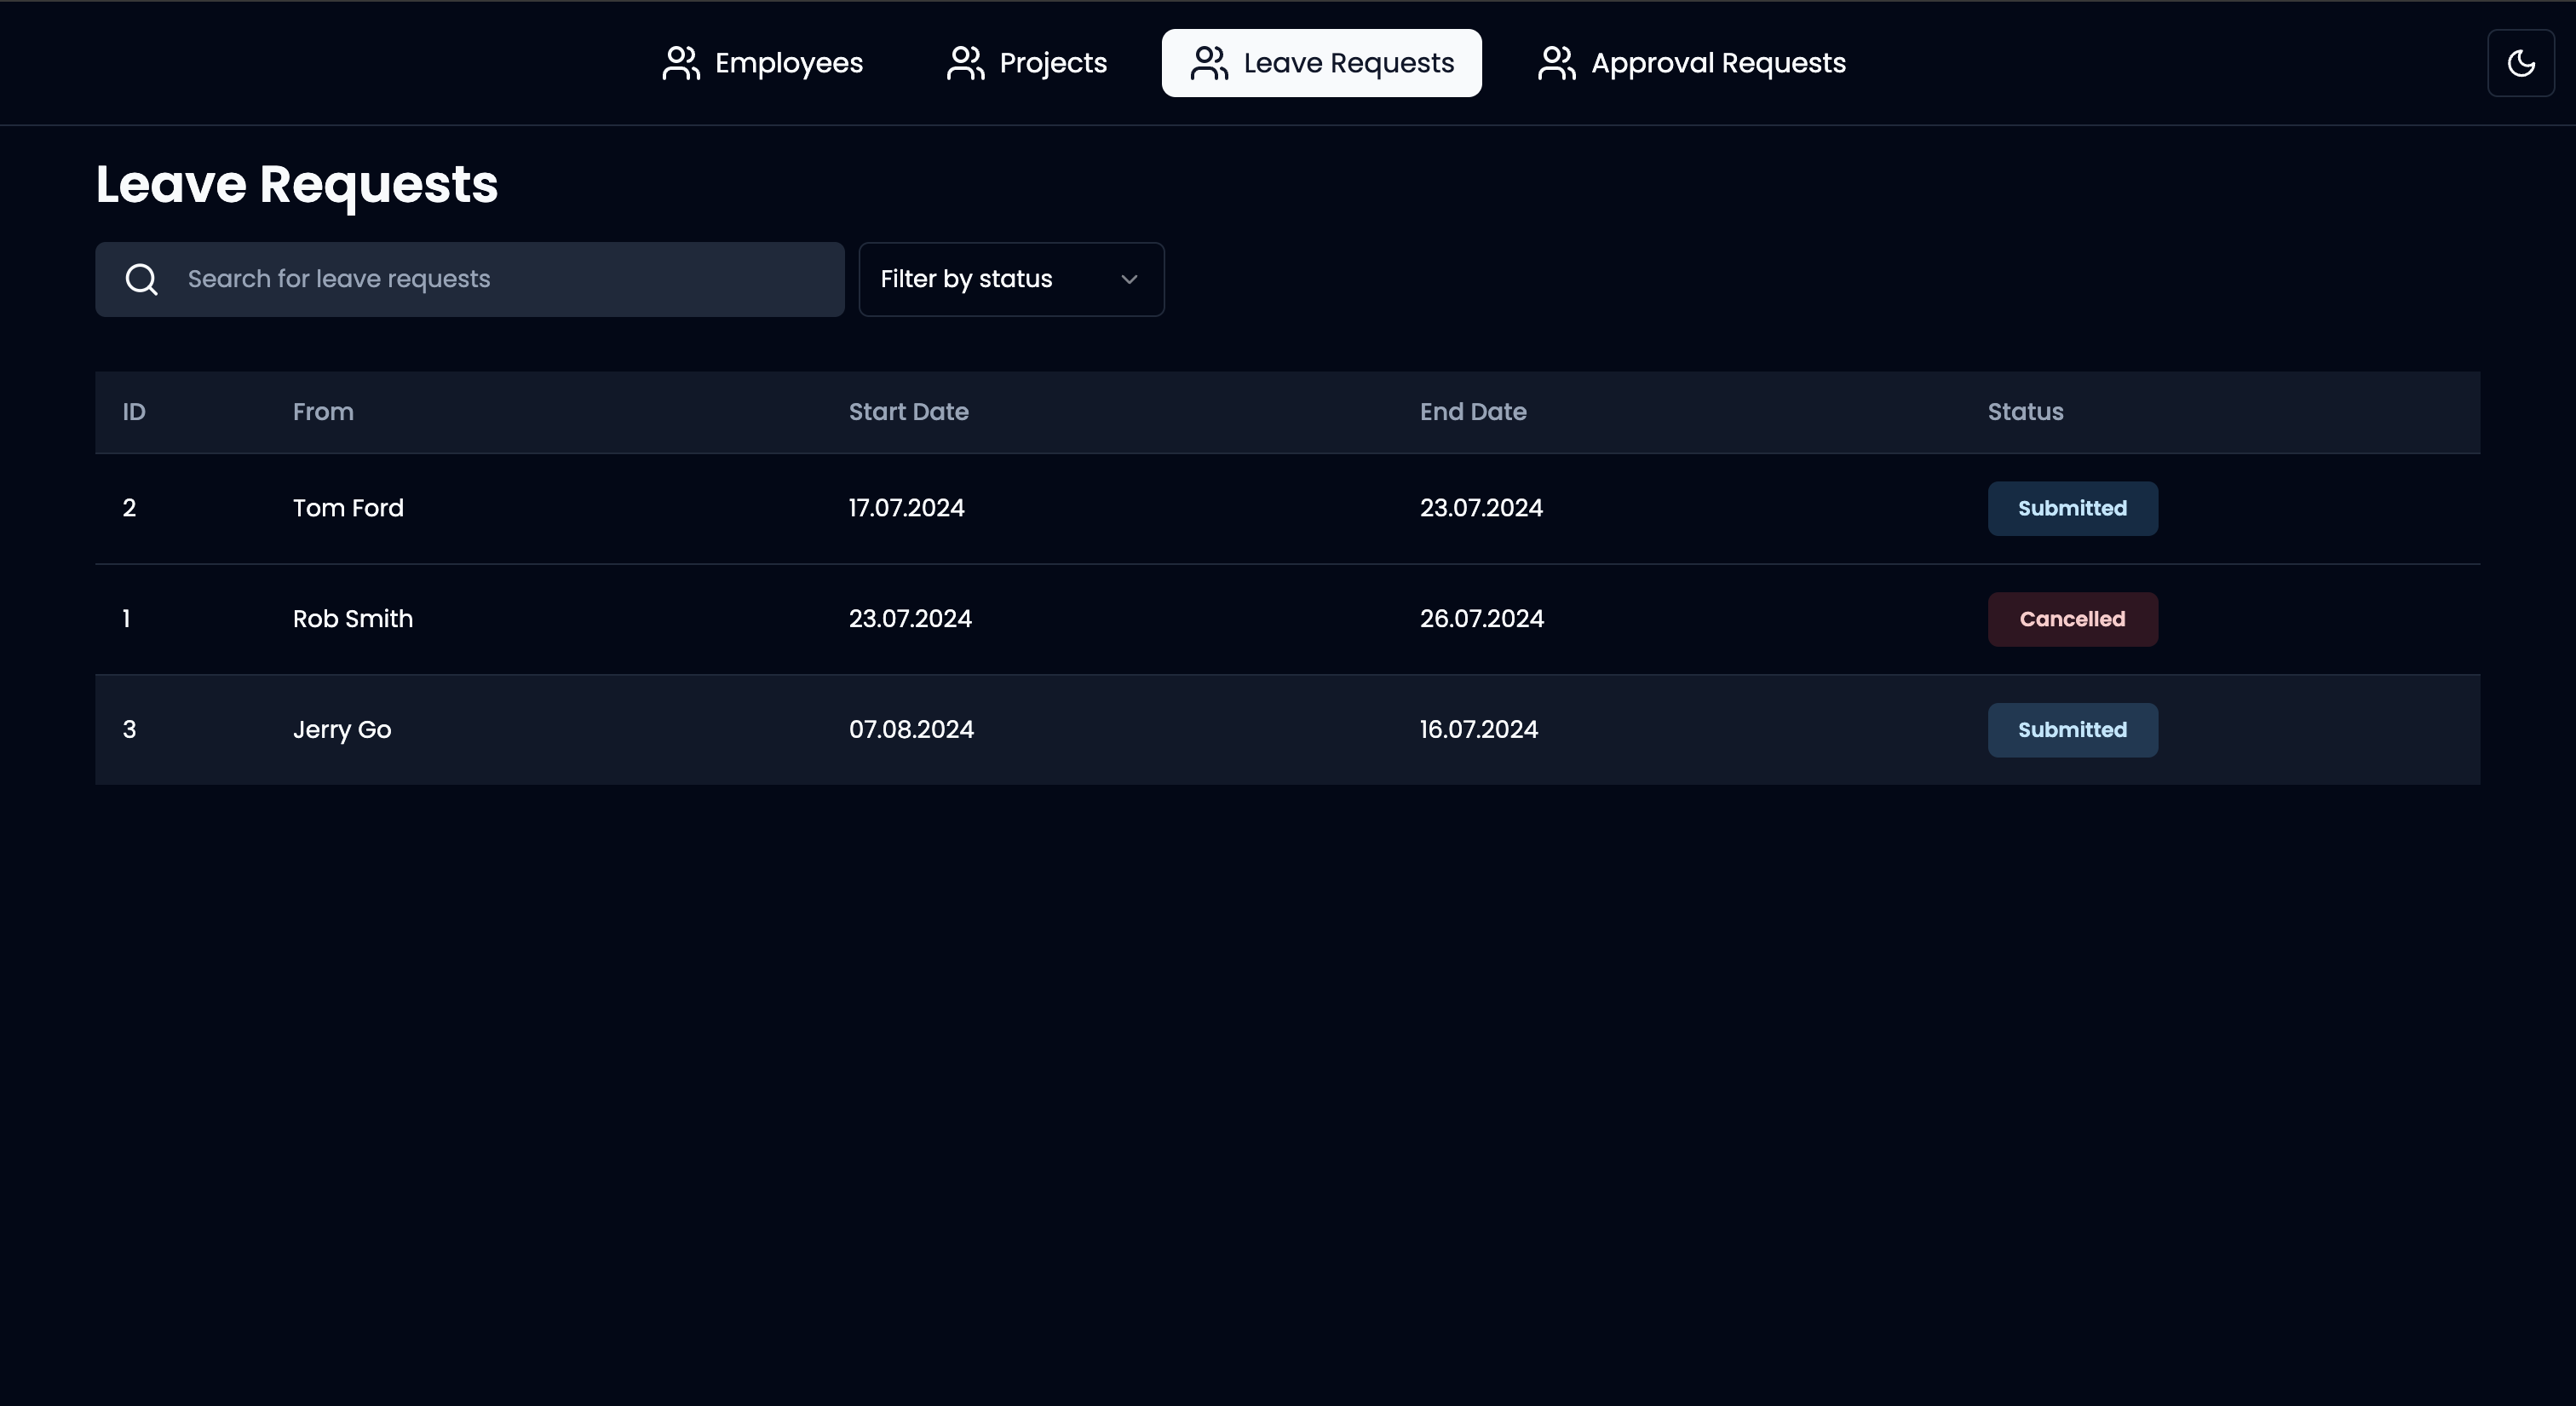 Employees Projects Leave Requests Approval Requests
Leave Requests
Search for leave requests Filter by status
ID From Start Date End Date Status
2 Tom Ford 17.07.2024 23.07.2024 Submitted
1 Rob Smith 23.07.2024 26.07.2024 Cancelled
3 Jerry Go 07.08.2024 16.07.2024 Submitted